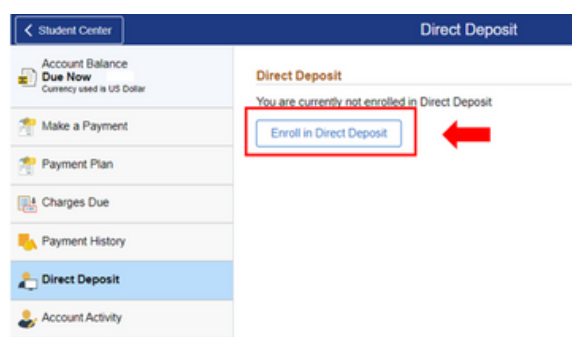 Student Center
Direct Deposit
Account Balance
Due Now
Currency used is US Dollar
Make a Payment
Payment Plan
Charges Due
Payment History
Direct Deposit
Account Activity
Direct Deposit
You are currently not enrolled in Direct Deposit
Enroll in Direct Deposit